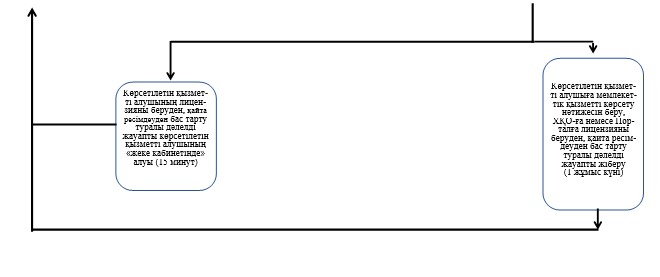 Көрсетілетін қызмет-
ті алушының лицен-
зияны беруден, қайта
ресімдеуден бас тарту
туралы дәлелді
жауапты көрсетілетін
қызметті алушының
«жеке кабинетінде»
алуы (15 минут)
Көрсетілетін қызмет-
ті алушыға мемлекет-
тік қызметті көрсету
нәтижесін беру,
ХҚО-ға немесе Пор-
талға лицензияны
беруден, қайта ресім-
деуден бас тарту
туралы дәлелді
жауапты жіберу
(1 жұмыс күні)